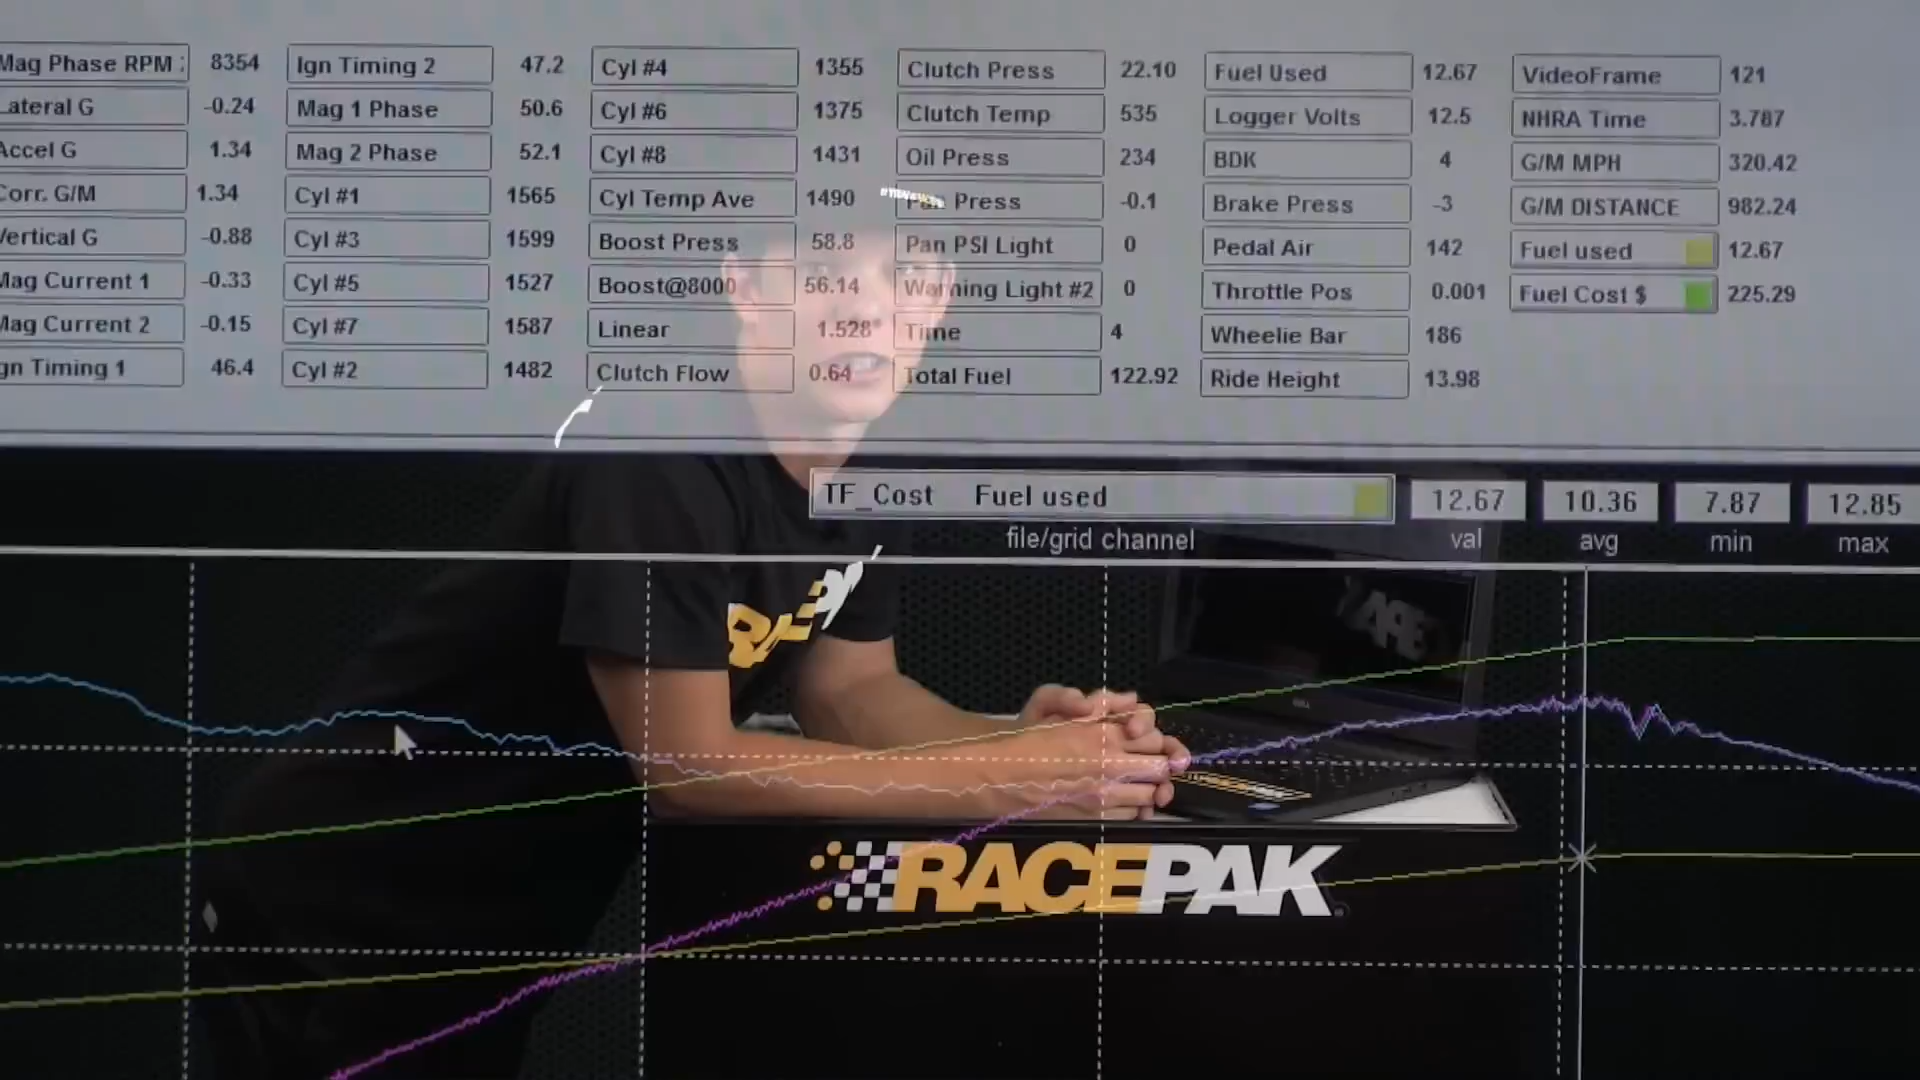 Mag Phase RPM 8354 Ign Timing 2 47.2 Cyl #4 1355 Clutch Press 22.10 Fuel Used 12.67 VideoFrame 121
Lateral G -0.24 Mag 1 Phase 50.6 Cyl #6 1375 Clutch Temp 535 Logger Volts 12.5 NHRA Time 3.787
Accel G 1.34 Mag 2 Phase 52.1 Cyl #8 1431 Oil Press 234 BDK 4 G/M MPH 320.42
Corr. G/M 1.34 Cyl #1 1565 Cyl Temp Ave 1490 Pan Press -0.1 Brake Press -3 G/M DISTANCE 982.24
Vertical G -0.88 Cyl #3 1599 Boost Press 58.8 Pan PSI Light 0 Pedal Air 142 Fuel used 12.67
Mag Current 1 -0.33 Cyl #5 1527 Boost@8000 56.14 Warning Light #2 0 Throttle Pos 0.001 Fuel Cost $ 225.29
Mag Current 2 -0.15 Cyl #7 1587 Linear 1.528* Time 4 Wheelie Bar 186
gn Timing 1 46.4 Cyl #2 1482 Clutch Flow 0.64 Total Fuel 122.92 Ride Height 13.98
TF_Cost Fuel used 12.67 10.36 7.87 12.85
file/grid channel val avg min max
RACEPAK